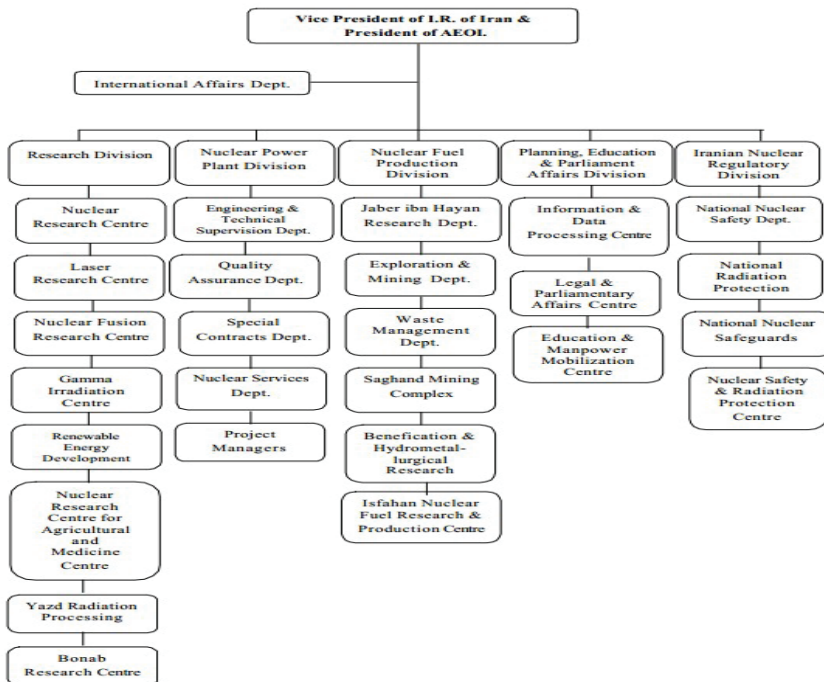 Vice President of I.R. of Iran &
President of AEOI.
International Affairs Dept.
Research Division
Nuclear Research Centre
Laser
Research Centre
Nuclear Fusion
Research Centre
Gamma
Irradiation
Centre
Renewable
Energy
Development
Nuclear
Research
Centre for
Agricultural
and
Medicine
Centre
Yazd Radiation
Processing
Bonab
Research Centre
Nuclear Power
Plant Division
Engineering &
Technical
Supervision Dept.
Quality
Assurance Dept.
Special
Contracts Dept.
Nuclear Services
Dept.
Project
Managers
Nuclear Fuel
Production
Division
Jaber ibn Hayan
Research Dept.
Exploration &
Mining Dept.
Waste
Management
Dept.
Saghand Mining
Complex
Benefication &
Hydrometal-
lurgical
Research
Isfahan Nuclear
Fuel Research &
Production Centre
Planning, Education
& Parliament
Affairs Division
Information &
Data
Processing Centre
Legal &
Parliamentary
Affairs Centre
Education &
Manpower
Mobilization
Centre
Iranian Nuclear
Regulatory
Division
National Nuclear
Safety Dept.
National
Radiation
Protection
National Nuclear
Safeguards
Nuclear Safety
& Radiation
Protection
Centre